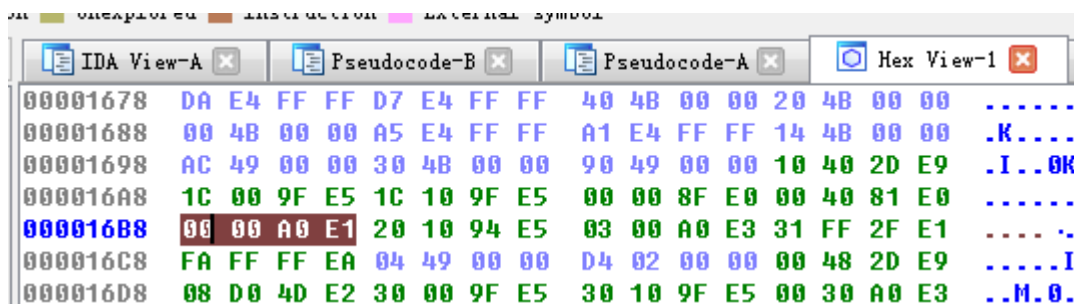 Unexplored Instruction External symbol
IDA View-A Pseudocode-B Pseudocode-A Hex View-1
00001678 DA E4 FF FF D7 E4 FF FF 40 4B 00 00 20 4B 00 00 ......
00001688 00 4B 00 00 A5 E4 FF FF A1 E4 FF FF 14 4B 00 00 .K....
00001698 AC 49 00 00 30 4B 00 00 90 49 00 00 10 40 2D E9 .I..0K
000016A8 1C 00 9F E5 1C 10 9F E5 00 00 8F E0 00 40 81 E0 ......
000016B8 00 00 A0 E1 20 10 94 E5 03 00 A0 E3 31 FF 2F E1 .... .
000016C8 FA FF FF EA 04 49 00 00 D4 02 00 00 00 48 2D E9 .....I
000016D8 08 D0 4D E2 30 00 9F E5 30 10 9F E5 00 30 A0 E3 ..M.0.